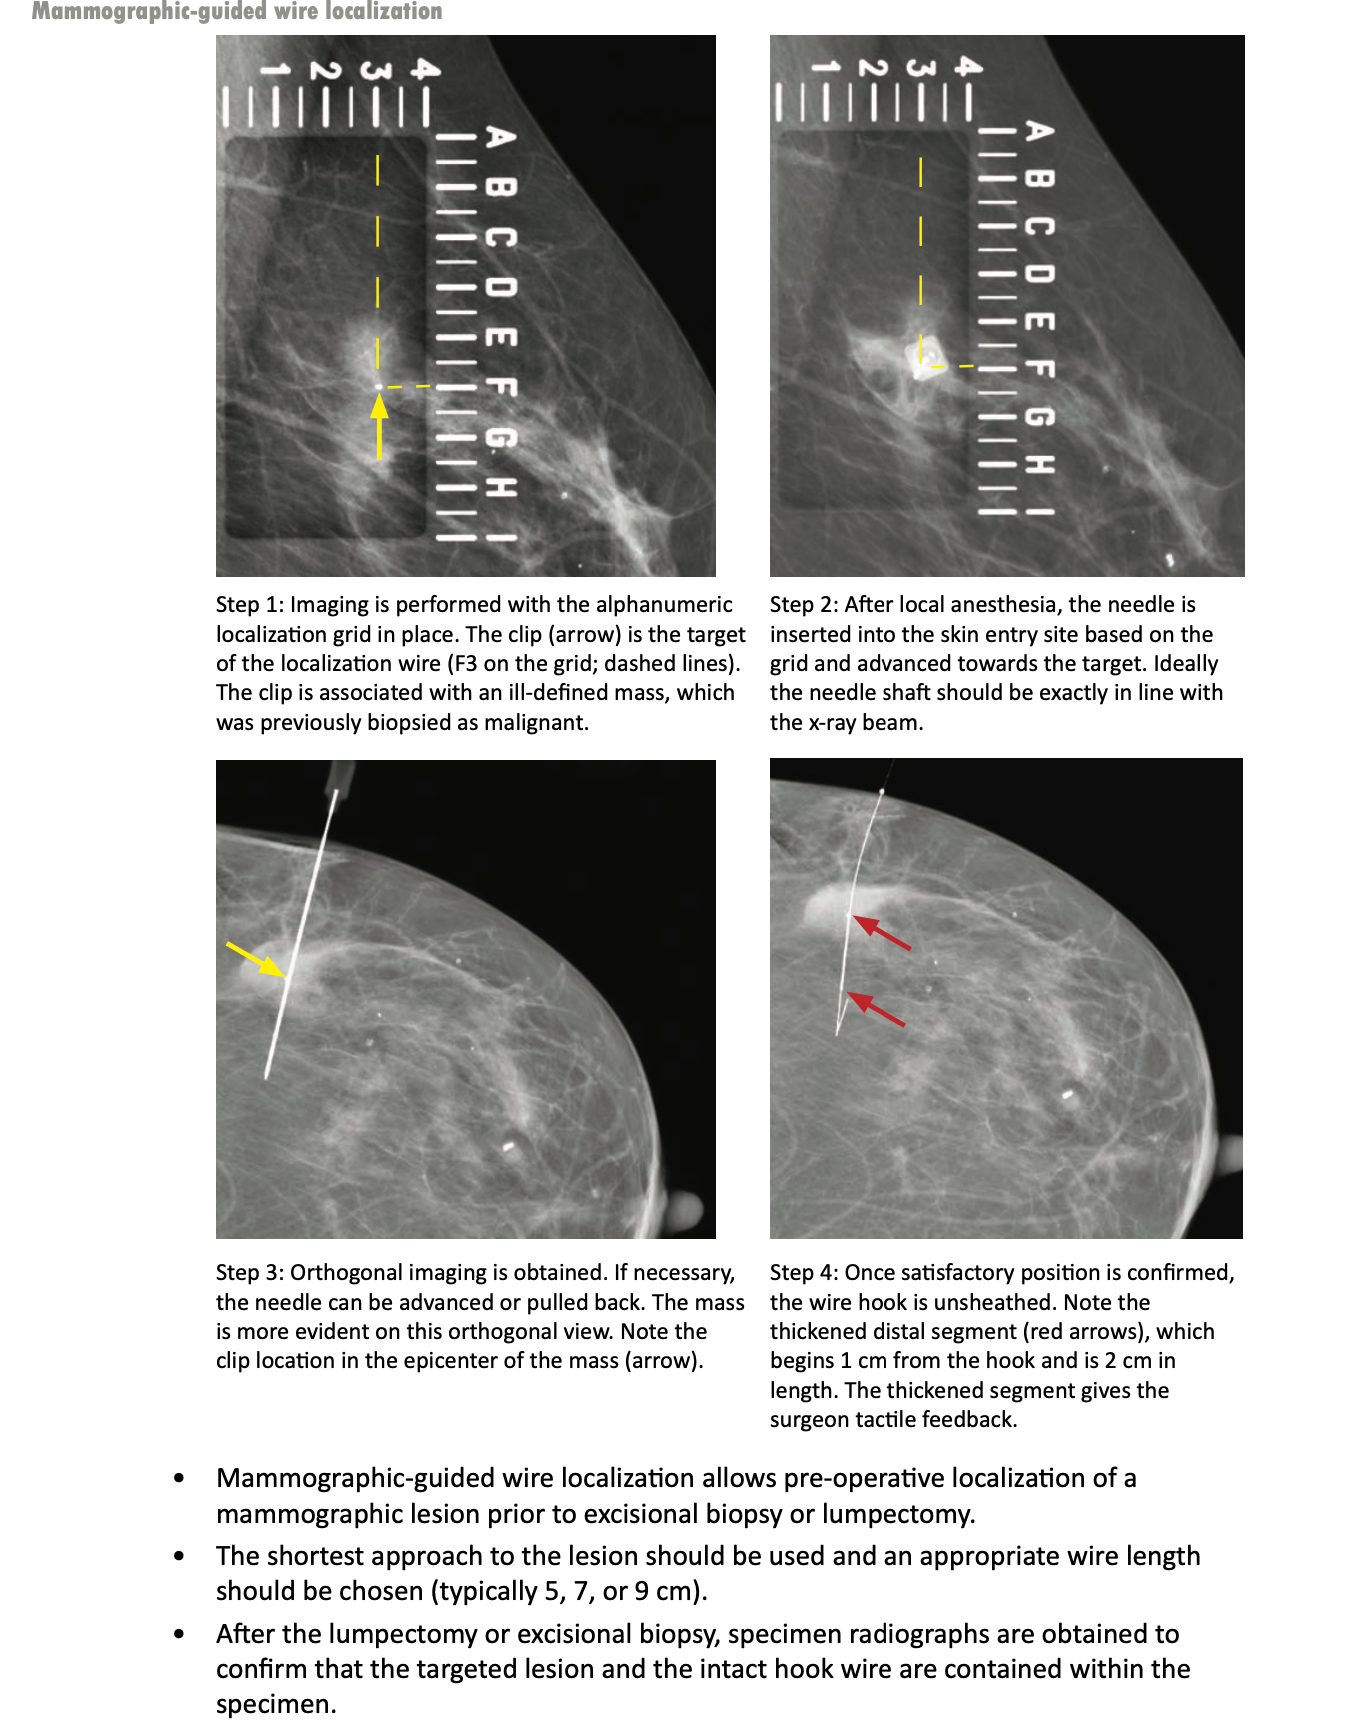 Mammographic-guided wire localization
1 2 3 4
A
B
C
D
E
F
G
H
I
1 2 3 4
A
B
C
D
E
F
G
H
I
Step 1: Imaging is performed with the alphanumeric
localization grid in place. The clip (arrow) is the target
of the localization wire (F3 on the grid; dashed lines).
The clip is associated with an ill-defined mass, which
was previously biopsied as malignant.
Step 2: After local anesthesia, the needle is
inserted into the skin entry site based on the
grid and advanced towards the target. Ideally
the needle shaft should be exactly in line with
the x-ray beam.
Step 3: Orthogonal imaging is obtained. If necessary,
the needle can be advanced or pulled back. The mass
is more evident on this orthogonal view. Note the
clip location in the epicenter of the mass (arrow).
Step 4: Once satisfactory position is confirmed,
the wire hook is unsheathed. Note the
thickened distal segment (red arrows), which
begins 1 cm from the hook and is 2 cm in
length. The thickened segment gives the
surgeon tactile feedback.
• Mammographic-guided wire localization allows pre-operative localization of a
mammographic lesion prior to excisional biopsy or lumpectomy.
• The shortest approach to the lesion should be used and an appropriate wire length
should be chosen (typically 5, 7, or 9 cm).
• After the lumpectomy or excisional biopsy, specimen radiographs are obtained to
confirm that the targeted lesion and the intact hook wire are contained within the
specimen.